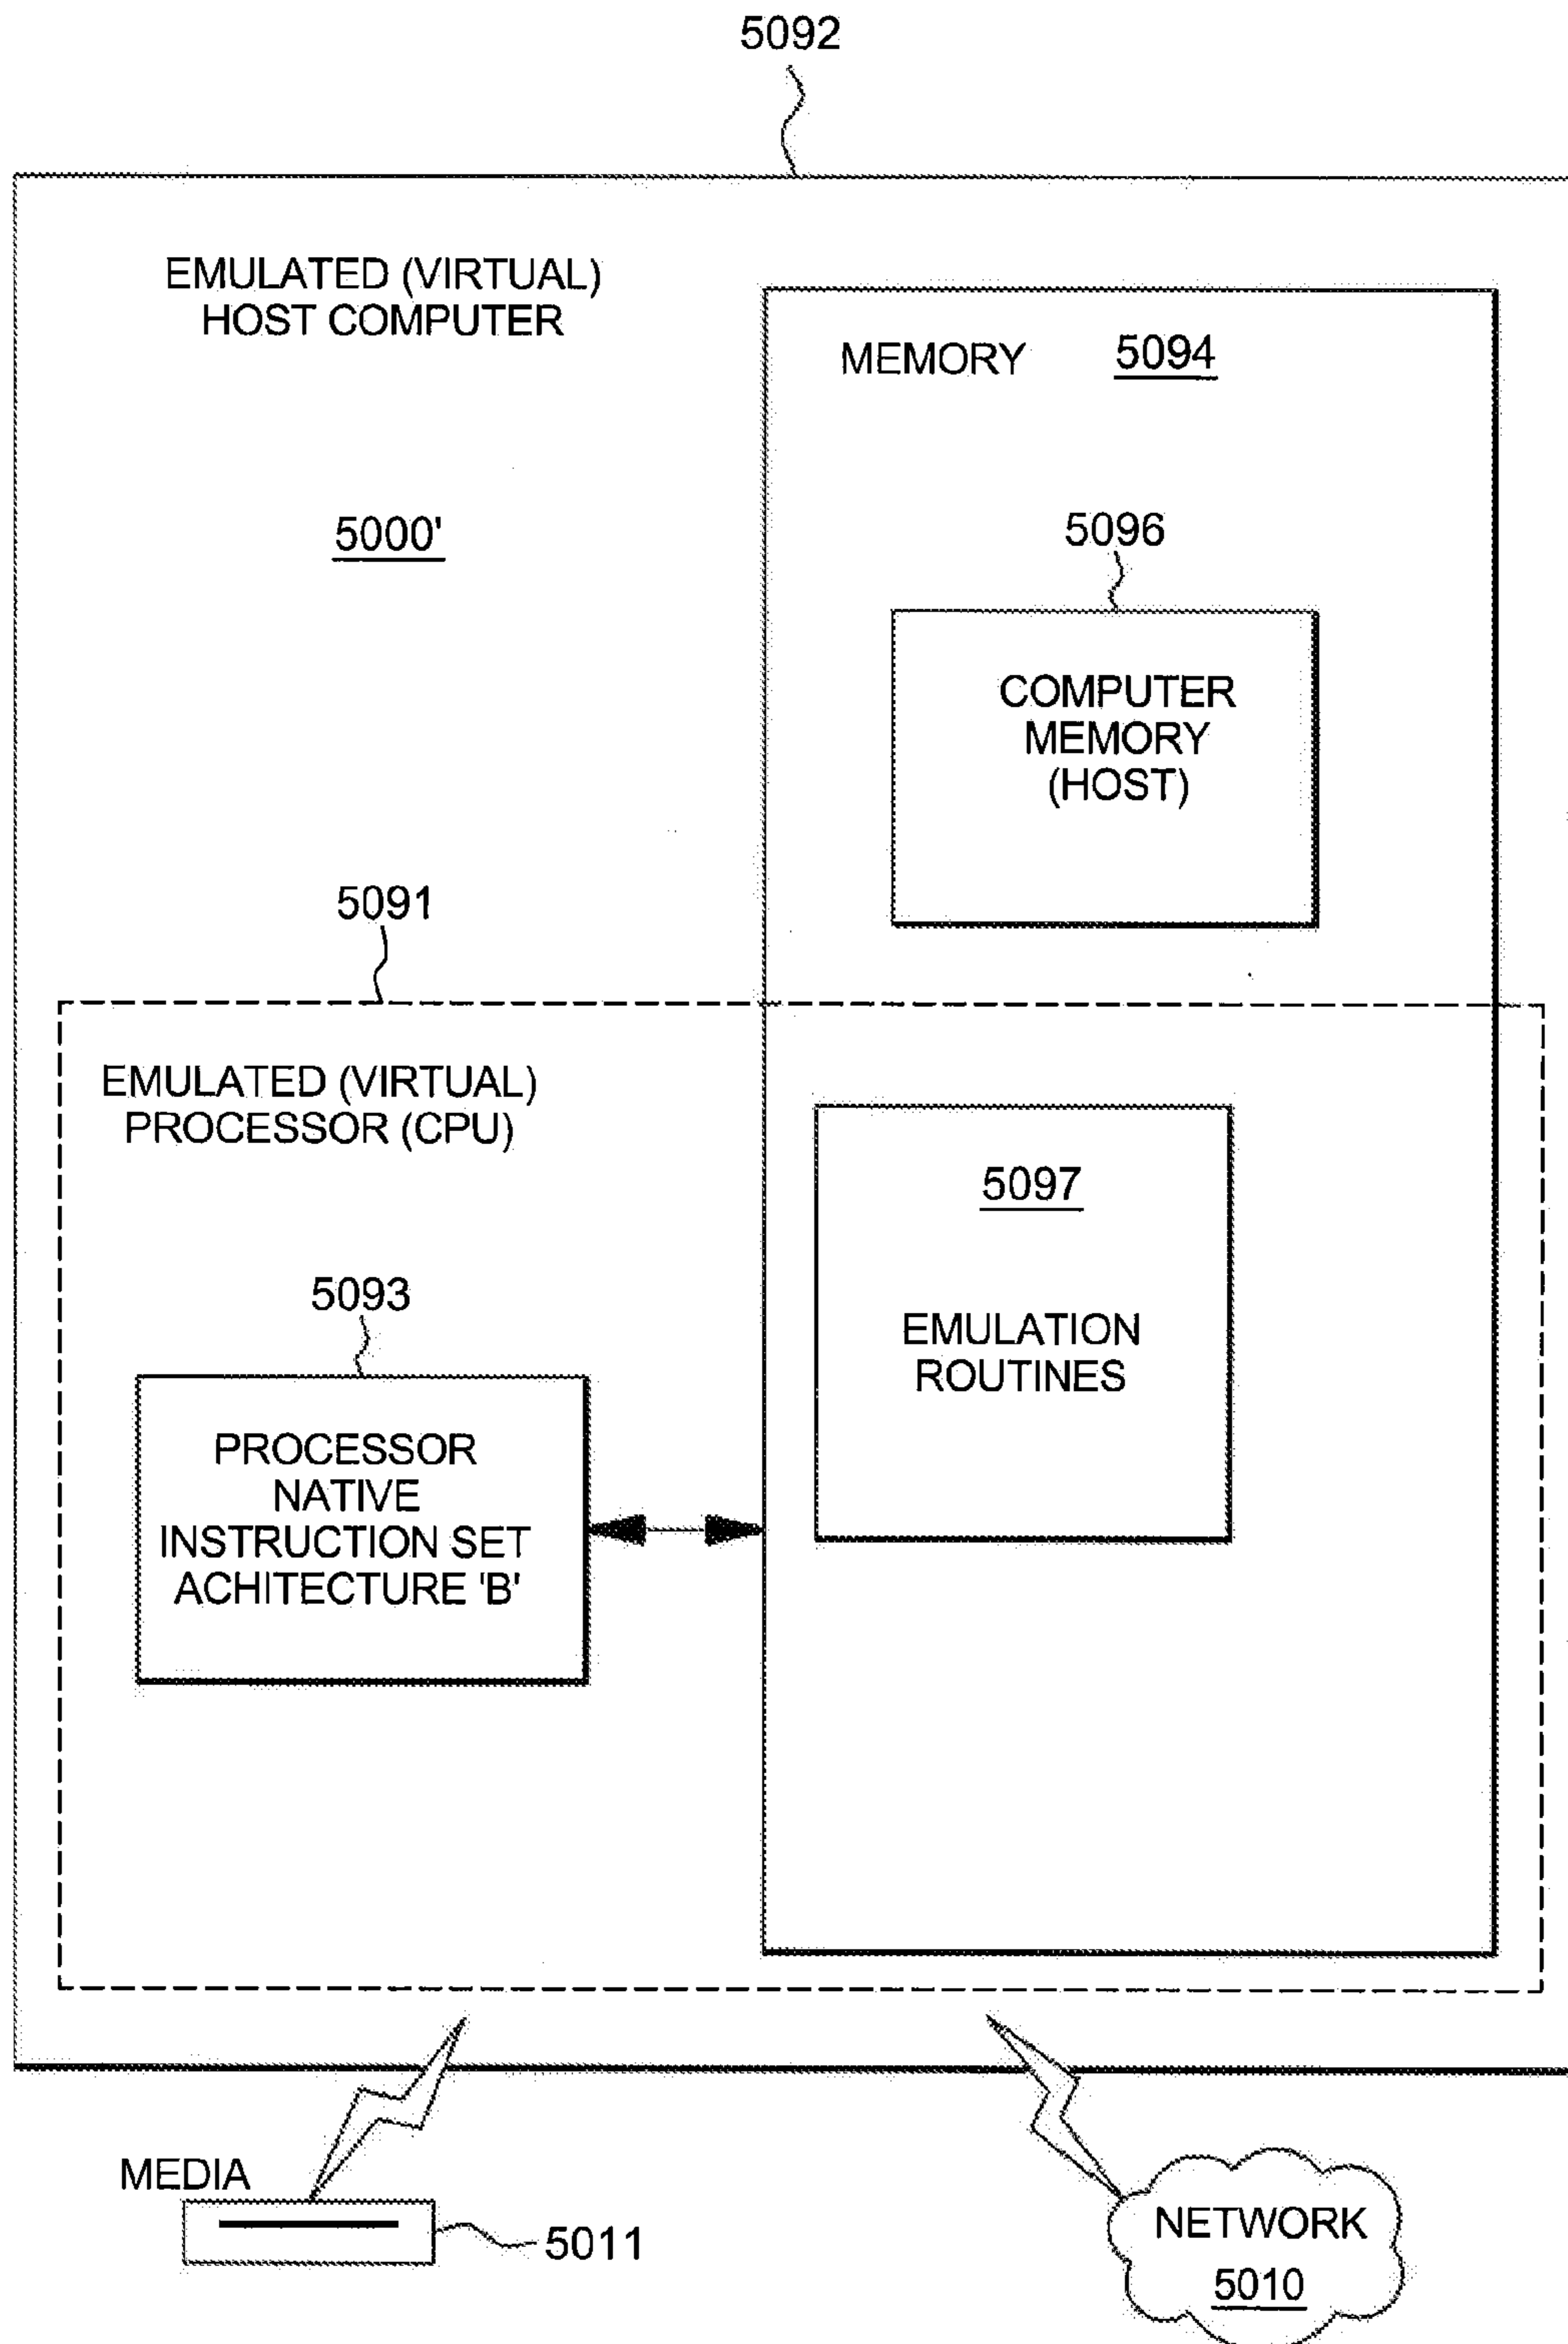 5092
EMULATED (VIRTUAL)
HOST COMPUTER
MEMORY 5094
5000'
5096
COMPUTER
MEMORY
(HOST)
5091
EMULATED (VIRTUAL)
PROCESSOR (CPU)
5097
EMULATION
ROUTINES
5093
PROCESSOR
NATIVE
INSTRUCTION SET
ACHITECTURE 'B'
MEDIA
5011
NETWORK
5010